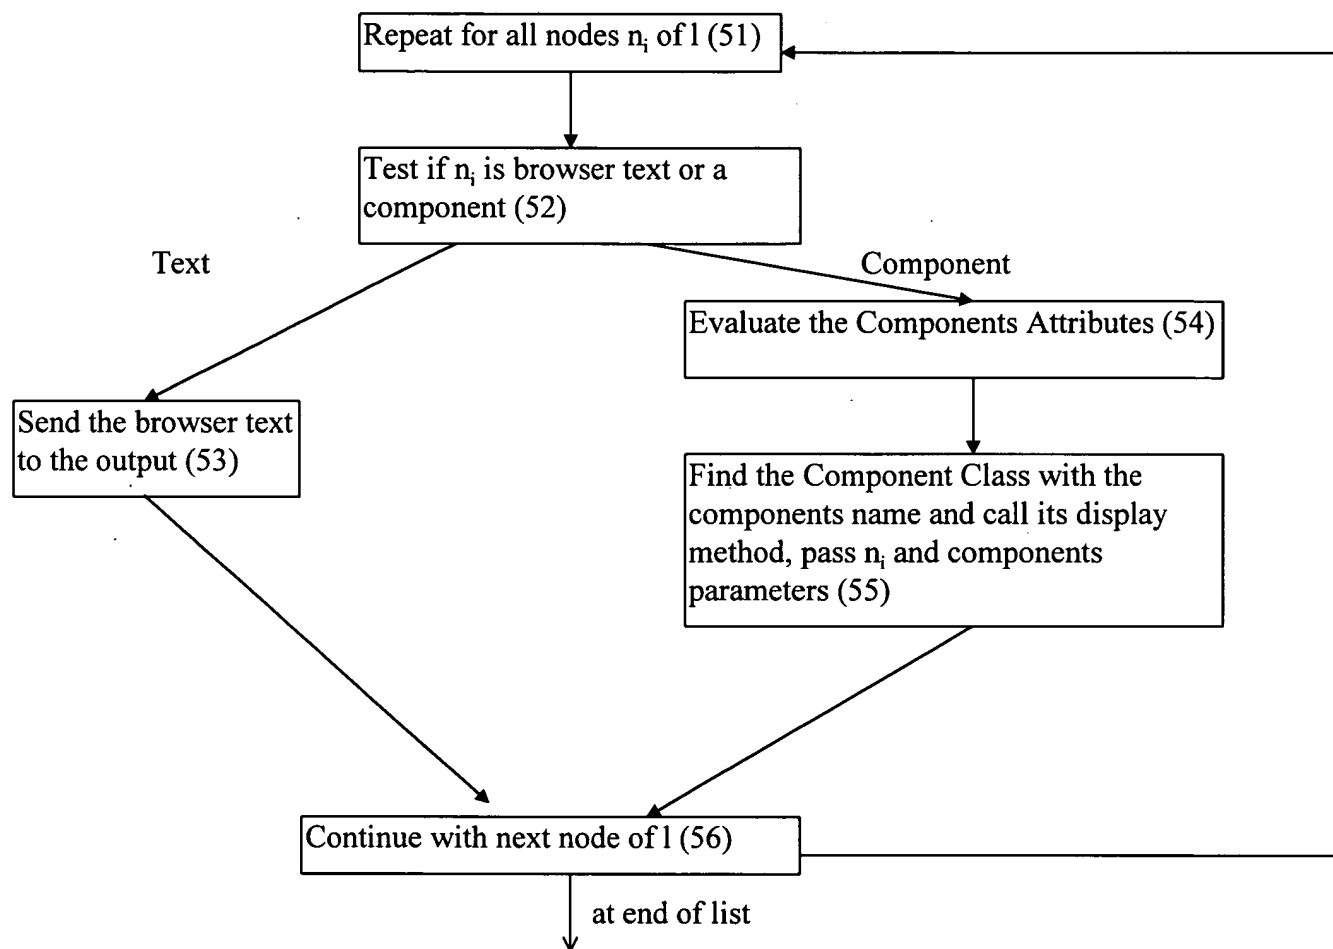 Repeat for all nodes nᵢ of l (51)
Test if nᵢ is browser text or a
component (52)
Text
Component
Evaluate the Components Attributes (54)
Send the browser text
to the output (53)
Find the Component Class with the
components name and call its display
method, pass nᵢ and components
parameters (55)
Continue with next node of l (56)
at end of list